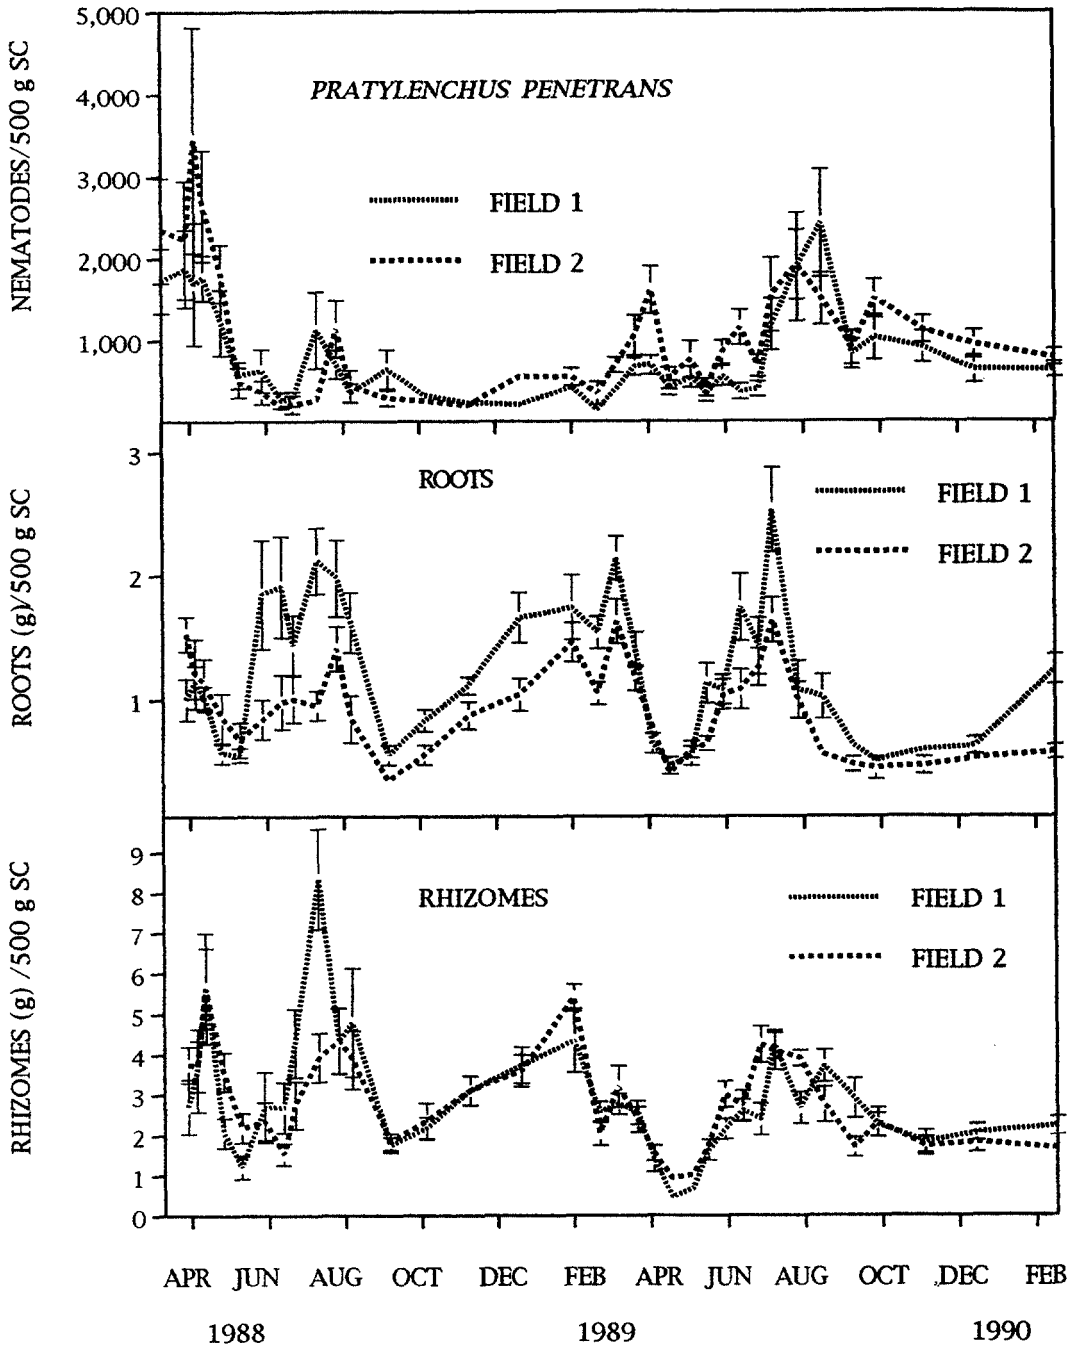 NEMATODES/500 g SC
5,000
4,000
3,000
2,000
1,000
PRATYLENCHUS PENETRANS
FIELD 1
FIELD 2
ROOTS (g)/500 g SC
3
2
1
ROOTS
FIELD 1
FIELD 2
RHIZOMES (g) /500 g SC
9
8
7
6
5
4
3
2
1
0
RHIZOMES
FIELD 1
FIELD 2
APR JUN AUG OCT DEC FEB APR JUN AUG OCT DEC FEB
1988 1989 1990